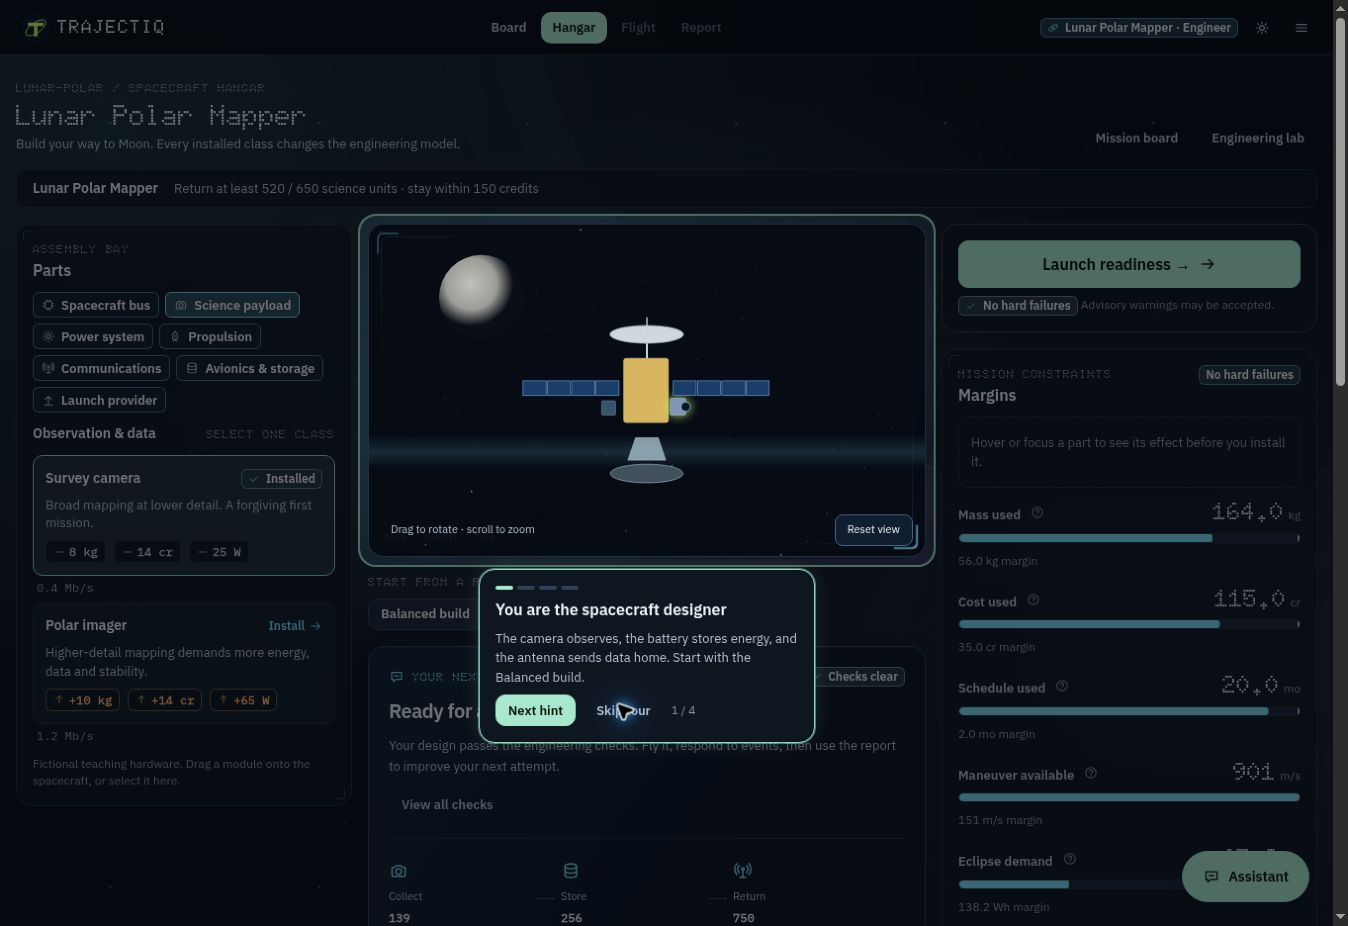 TRAJECTIQ
Board
Hangar
Flight
Report
Lunar Polar Mapper · Engineer
LUNAR-POLAR / SPACECRAFT HANGAR
Lunar Polar Mapper
Build your way to Moon. Every installed class changes the engineering model.
Mission board
Engineering lab
Lunar Polar Mapper Return at least 520 / 650 science units · stay within 150 credits
ASSEMBLY BAY
Parts
Spacecraft bus
Science payload
Power system
Propulsion
Communications
Avionics & storage
Launch provider
Observation & data
SELECT ONE CLASS
Survey camera
Installed
Broad mapping at lower detail. A forgiving first
mission.
— 8 kg
— 14 cr
— 25 W
0.4 Mb/s
Polar imager
Install →
Higher-detail mapping demands more energy,
data and stability.
↑ +10 kg
↑ +14 cr
↑ +65 W
1.2 Mb/s
Fictional teaching hardware. Drag a module onto the
spacecraft, or select it here.
Drag to rotate · scroll to zoom
Reset view
START FROM A
Balanced build
You are the spacecraft designer
The camera observes, the battery stores energy, and
the antenna sends data home. Start with the
Balanced build.
Next hint
Skip tour
1 / 4
YOUR
Checks clear
Ready for
Your design passes the engineering checks. Fly it, respond to events, then use the report
to improve your next attempt.
View all checks
Collect
139
Store
256
Return
750
Launch readiness → →
No hard failures
Advisory warnings may be accepted.
MISSION CONSTRAINTS
No hard failures
Margins
Hover or focus a part to see its effect before you install
it.
Mass used
164.0 kg
56.0 kg margin
Cost used
115.0 cr
35.0 cr margin
Schedule used
20.0 mo
2.0 mo margin
Maneuver available
901 m/s
151 m/s margin
Eclipse demand
138.2 Wh margin
Assistant